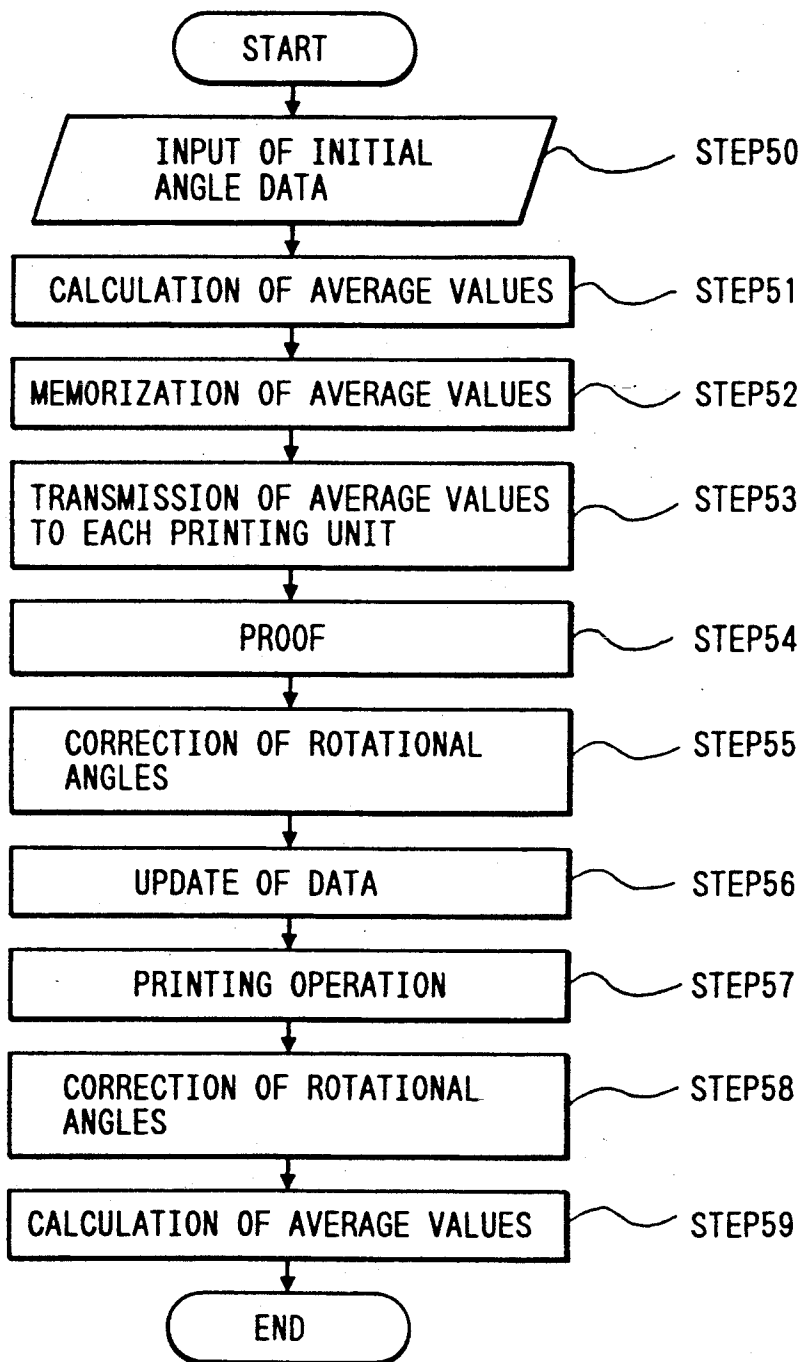 START
INPUT OF INITIAL
ANGLE DATA
STEP50
CALCULATION OF AVERAGE VALUES
STEP51
MEMORIZATION OF AVERAGE VALUES
STEP52
TRANSMISSION OF AVERAGE VALUES
TO EACH PRINTING UNIT
STEP53
PROOF
STEP54
CORRECTION OF ROTATIONAL
ANGLES
STEP55
UPDATE OF DATA
STEP56
PRINTING OPERATION
STEP57
CORRECTION OF ROTATIONAL
ANGLES
STEP58
CALCULATION OF AVERAGE VALUES
STEP59
END